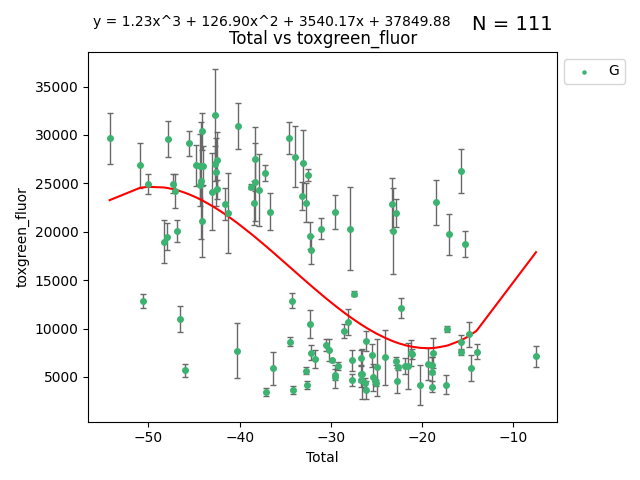 y = 1.23x^3 + 126.90x^2 + 3540.17x + 37849.88
N = 111
Total vs toxgreen_fluor
G
35000
30000
25000
20000
15000
10000
5000
toxgreen_fluor
−50
−40
−30
−20
−10
Total